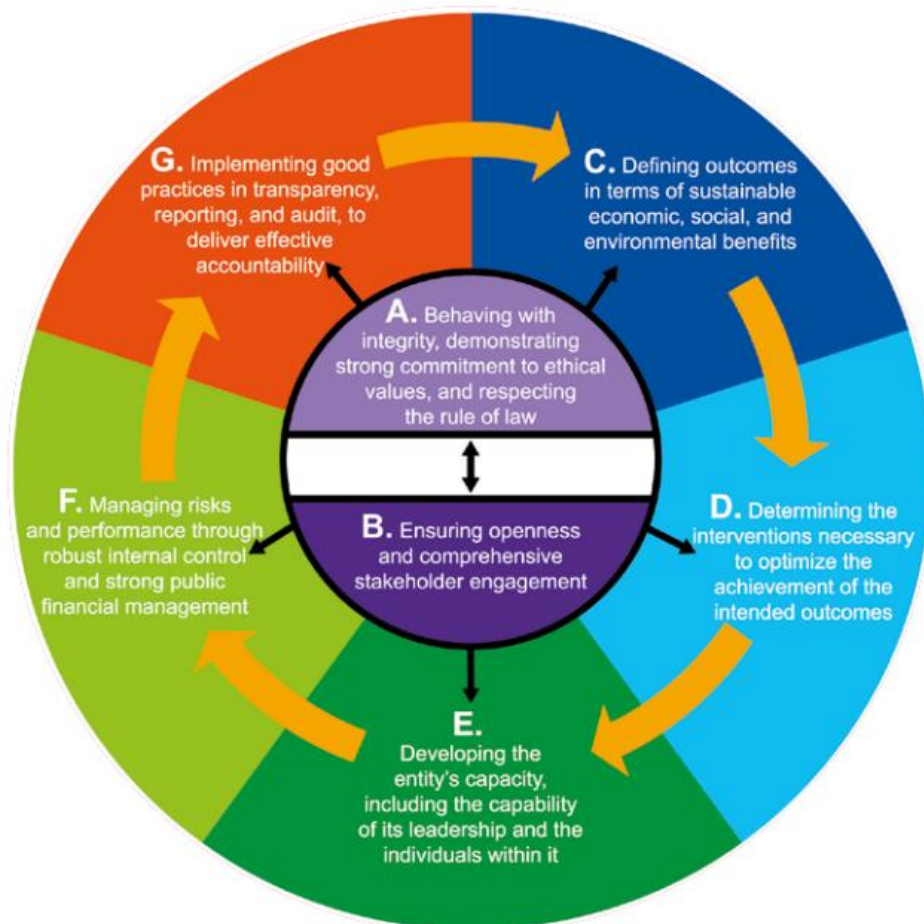 A. Behaving with
integrity, demonstrating
strong commitment to ethical
values, and respecting
the rule of law
B. Ensuring openness
and comprehensive
stakeholder engagement
C. Defining outcomes
in terms of sustainable
economic, social, and
environmental benefits
D. Determining the
interventions necessary
to optimize the
achievement of the
intended outcomes
E.
Developing the
entity's capacity,
including the capability
of its leadership and the
individuals within it
F. Managing risks
and performance through
robust internal control
and strong public
financial management
G. Implementing good
practices in transparency,
reporting, and audit, to
deliver effective
accountability